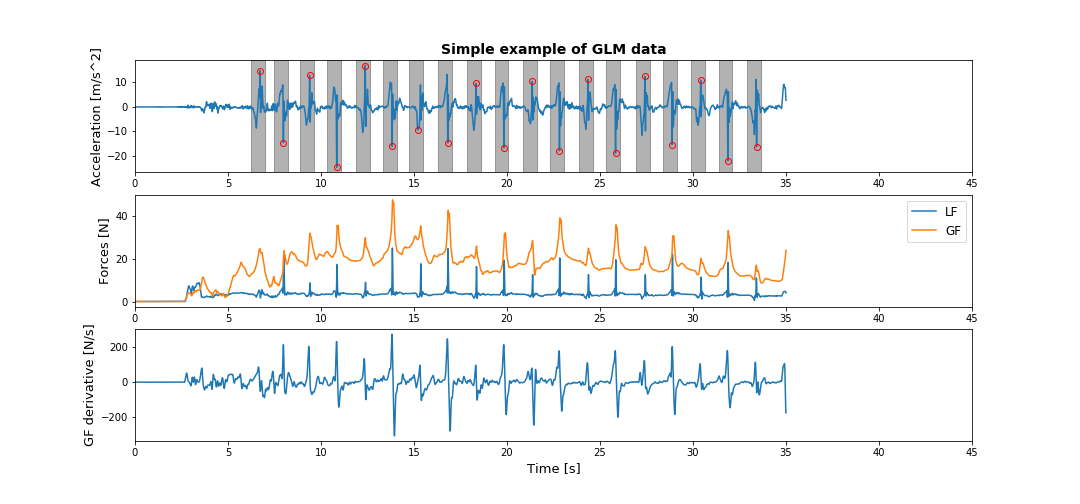 Simple example of GLM data
Acceleration [m/s^2]
10
0
−10
−20
0 5 10 15 20 25 30 35 40 45
Forces [N]
40
20
0
LF
GF
0 5 10 15 20 25 30 35 40 45
GF derivative [N/s]
200
0
−200
0 5 10 15 20 25 30 35 40 45
Time [s]